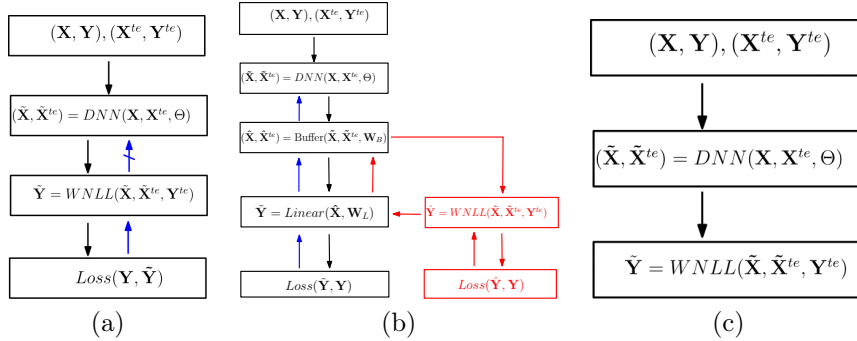 (X, Y), (X^{te}, Y^{te})
(X̃, X̃^{te}) = DNN(X, X^{te}, Θ)
Ỹ = WNLL(X̃, X̃^{te}, Y^{te})
Loss(Y, Ỹ)
(a)
(X, Y), (X^{te}, Y^{te})
(X̃, X̃^{te}) = DNN(X, X^{te}, Θ)
(X̂, X̂^{te}) = Buffer(X̃, X̃^{te}, W_B)
Ỹ = Linear(X̂, W_L)
Ŷ = WNLL(X̂, X̂^{te}, Y^{te})
Loss(Ỹ, Y)
Loss(Ŷ, Y)
(b)
(X, Y), (X^{te}, Y^{te})
(X̃, X̃^{te}) = DNN(X, X^{te}, Θ)
Ỹ = WNLL(X̃, X̃^{te}, Y^{te})
(c)